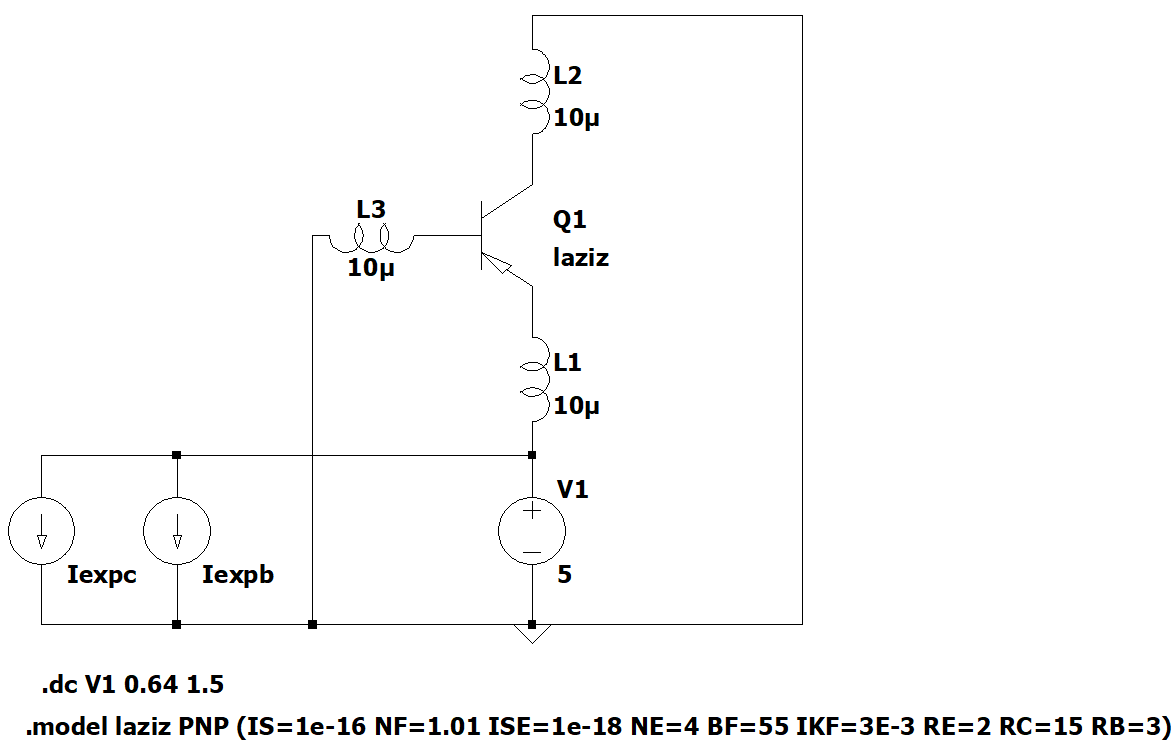 L2
10µ
L3
10µ
Q1
laziz
L1
10µ
V1
5
Iexpc
Iexpb
.dc V1 0.64 1.5
.model laziz PNP (IS=1e-16 NF=1.01 ISE=1e-18 NE=4 BF=55 IKF=3E-3 RE=2 RC=15 RB=3)